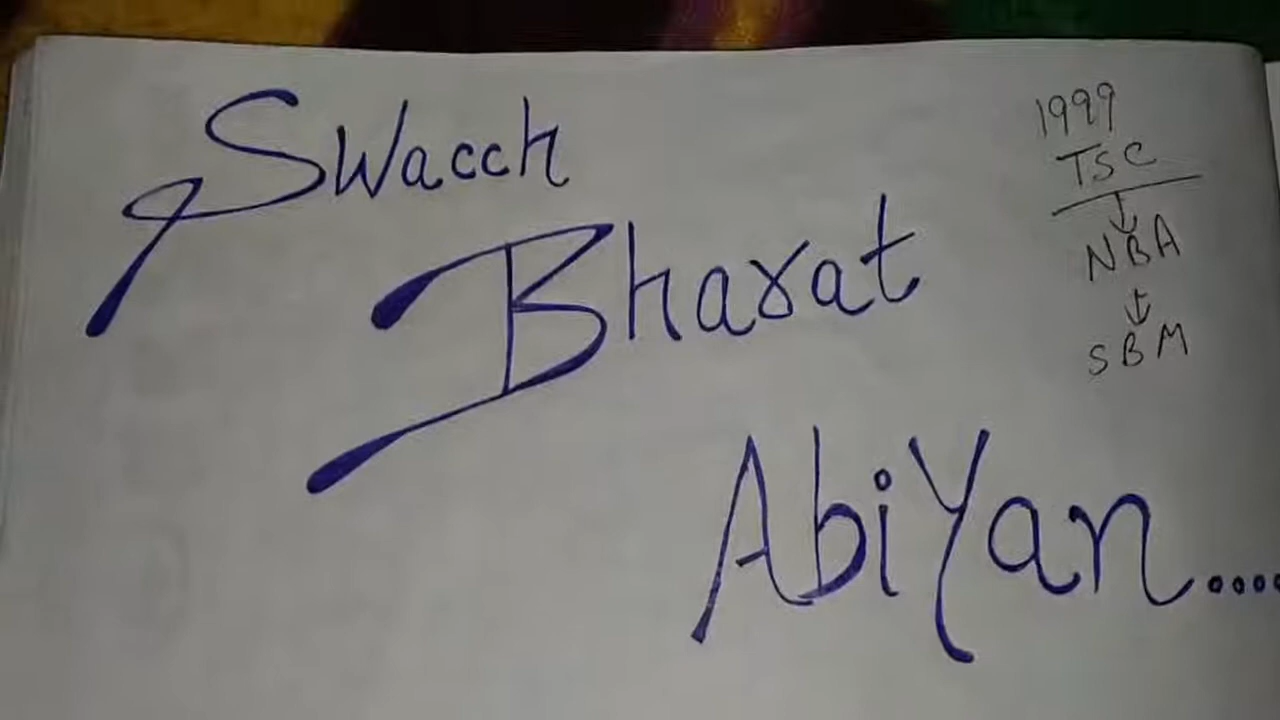 Swacch
Bharat
AbiYan....
1999
TSC
↓
NBA
↓
SBM